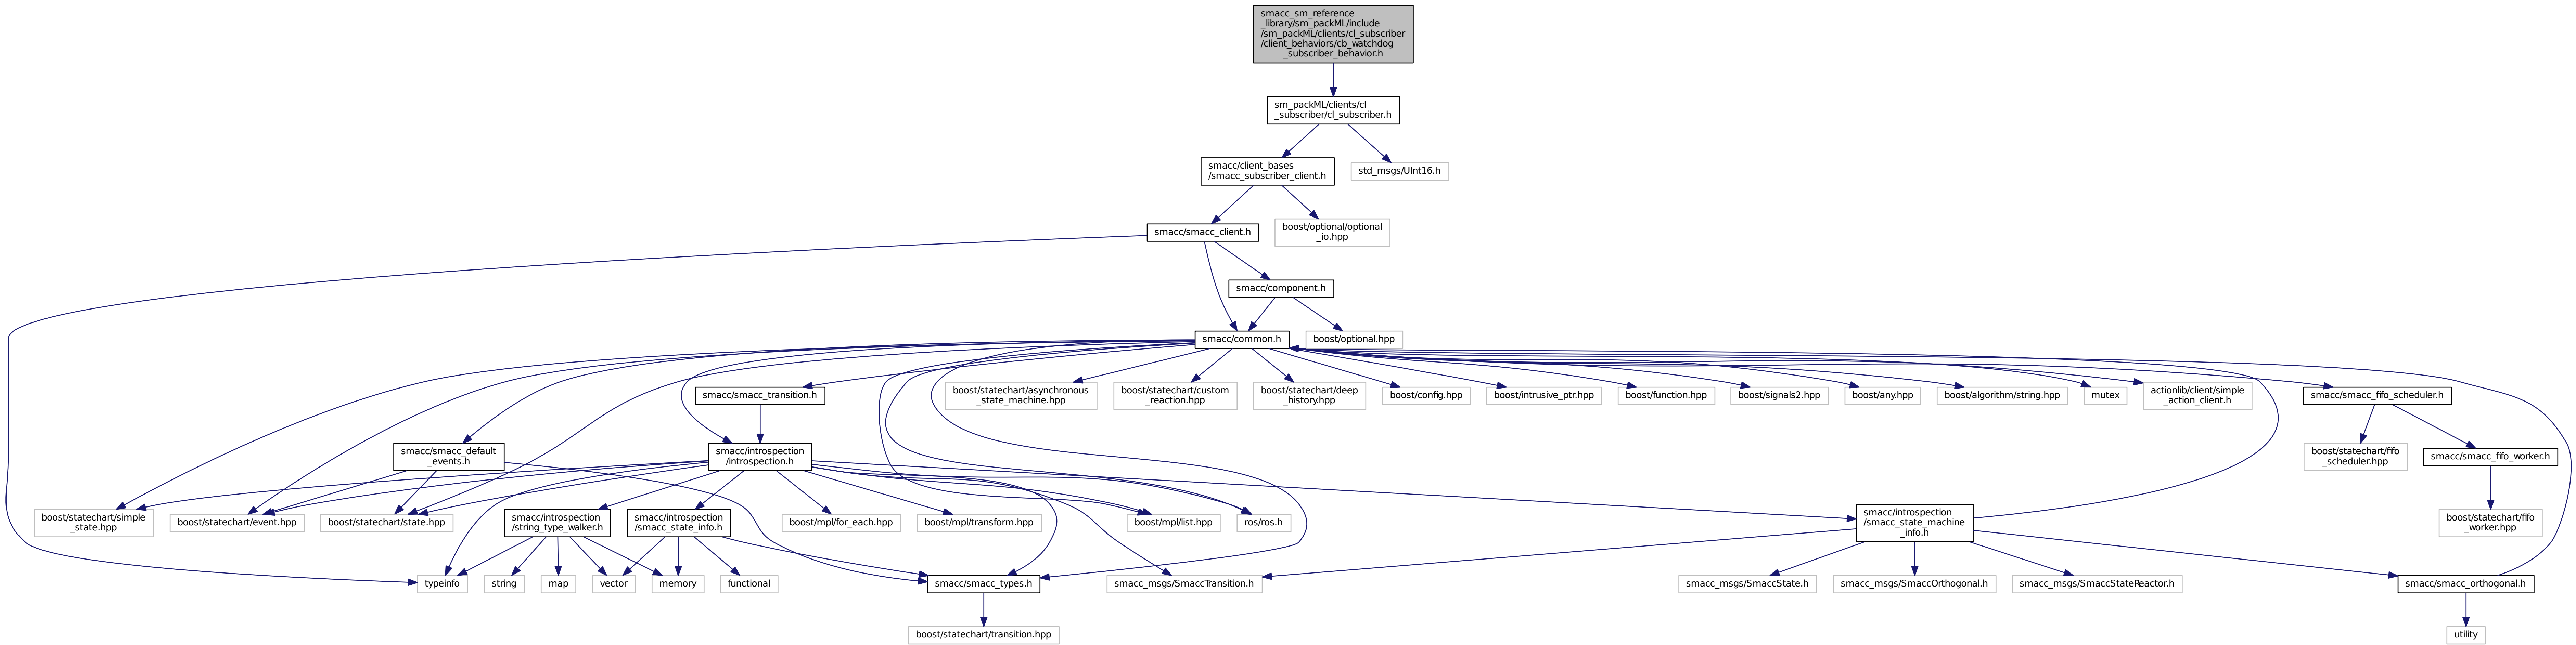 smacc_sm_reference
_library/sm_packML/include
/sm_packML/clients/cl_subscriber
/client_behaviors/cb_watchdog
_subscriber_behavior.h
sm_packML/clients/cl
_subscriber/cl_subscriber.h
smacc/client_bases
/smacc_subscriber_client.h
std_msgs/UInt16.h
smacc/smacc_client.h
boost/optional/optional
_io.hpp
smacc/component.h
smacc/common.h
boost/optional.hpp
smacc/smacc_transition.h
boost/statechart/asynchronous
_state_machine.hpp
boost/statechart/custom
_reaction.hpp
boost/statechart/deep
_history.hpp
boost/config.hpp
boost/intrusive_ptr.hpp
boost/function.hpp
boost/signals2.hpp
boost/any.hpp
boost/algorithm/string.hpp
mutex
actionlib/client/simple
_action_client.h
smacc/smacc_fifo_scheduler.h
smacc/smacc_default
_events.h
smacc/introspection
/introspection.h
boost/statechart/fifo
_scheduler.hpp
smacc/smacc_fifo_worker.h
boost/statechart/simple
_state.hpp
boost/statechart/event.hpp
boost/statechart/state.hpp
smacc/introspection
/string_type_walker.h
smacc/introspection
/smacc_state_info.h
boost/mpl/for_each.hpp
boost/mpl/transform.hpp
boost/mpl/list.hpp
ros/ros.h
smacc/introspection
/smacc_state_machine
_info.h
boost/statechart/fifo
_worker.hpp
typeinfo
string
map
vector
memory
functional
smacc/smacc_types.h
smacc_msgs/SmaccTransition.h
smacc_msgs/SmaccState.h
smacc_msgs/SmaccOrthogonal.h
smacc_msgs/SmaccStateReactor.h
smacc/smacc_orthogonal.h
boost/statechart/transition.hpp
utility